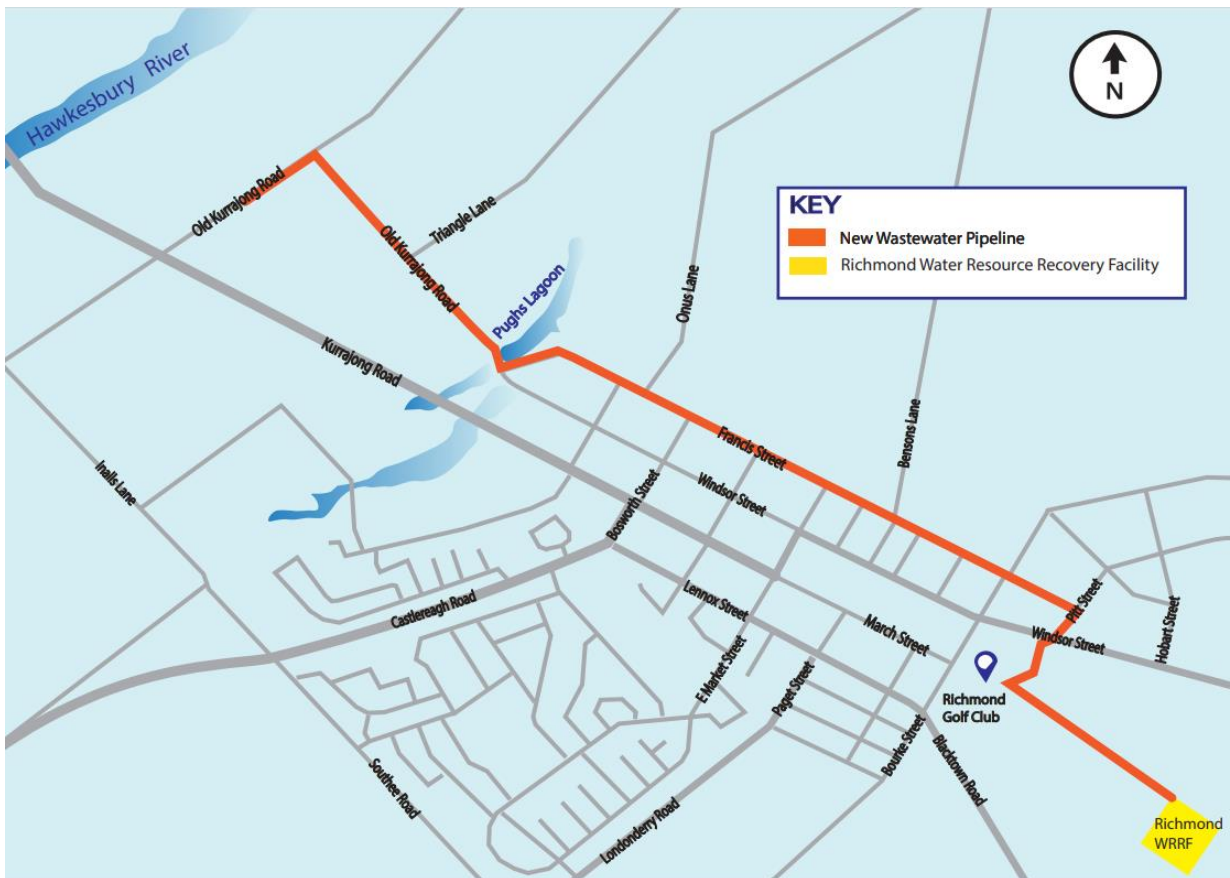 Hawkesbury River
N
KEY
New Wastewater Pipeline
Richmond Water Resource Recovery Facility
Old Kurrajong Road
Triangle Lane
Old Kurrajong Road
Pughs Lagoon
Onus Lane
Kurrajong Road
Bensons Lane
Francis Street
Inalls Lane
Windsor Street
Bosworth Street
Castlereagh Road
Lennox Street
March Street
Pitt Street
Windsor Street
Hobart Street
E Market Street
Paget Street
Richmond
Golf Club
Bourke Street
Blacktown Road
Southee Road
Londonderry Road
Richmond
WRRF